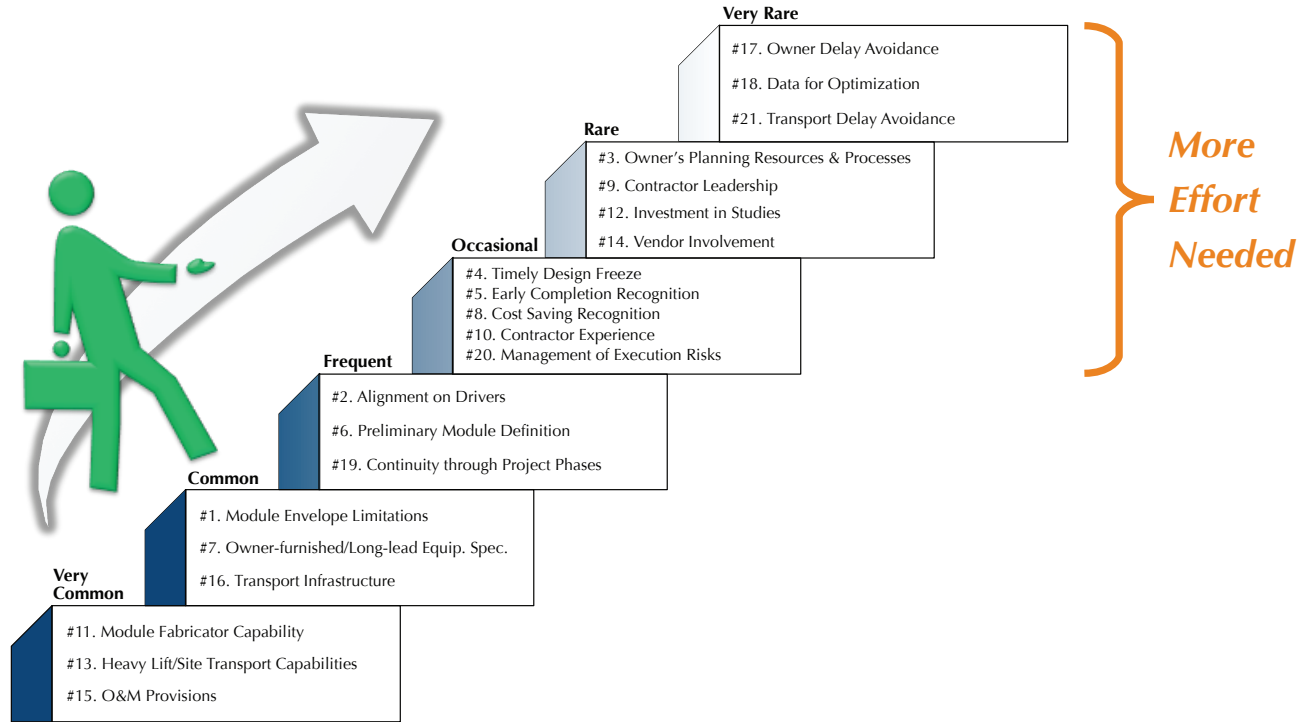 Very Rare
#17. Owner Delay Avoidance
#18. Data for Optimization
#21. Transport Delay Avoidance
Rare
#3. Owner’s Planning Resources & Processes
#9. Contractor Leadership
#12. Investment in Studies
#14. Vendor Involvement
More
Effort
Needed
Occasional
#4. Timely Design Freeze
#5. Early Completion Recognition
#8. Cost Saving Recognition
#10. Contractor Experience
#20. Management of Execution Risks
Frequent
#2. Alignment on Drivers
#6. Preliminary Module Definition
#19. Continuity through Project Phases
Common
#1. Module Envelope Limitations
#7. Owner-furnished/Long-lead Equip. Spec.
#16. Transport Infrastructure
Very
Common
#11. Module Fabricator Capability
#13. Heavy Lift/Site Transport Capabilities
#15. O&M Provisions